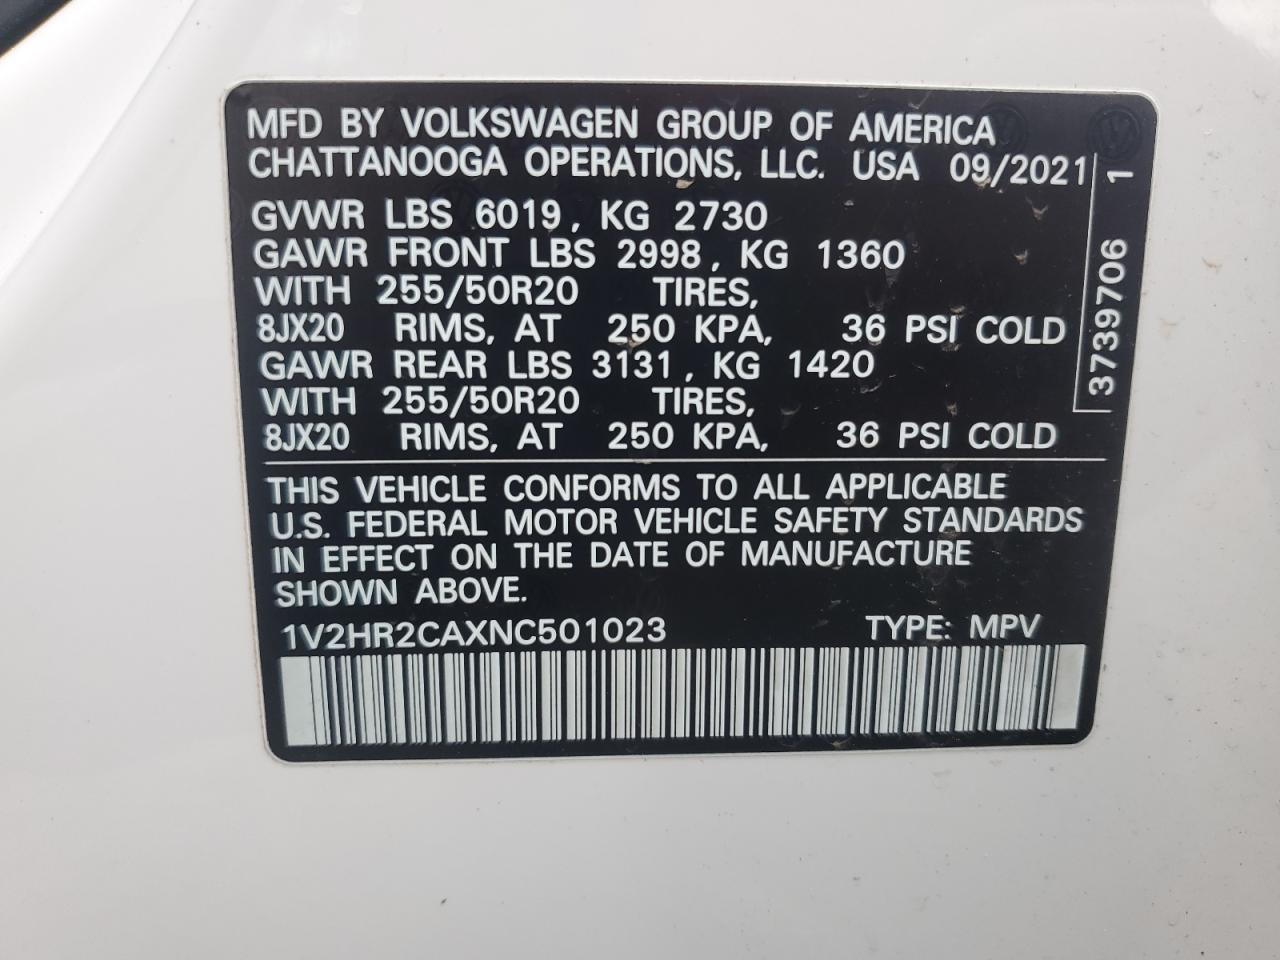 MFD BY VOLKSWAGEN GROUP OF AMERICA
CHATTANOOGA OPERATIONS, LLC. USA 09/2021
GVWR LBS 6019, KG 2730
GAWR FRONT LBS 2998, KG 1360
WITH 255/50R20 TIRES,
8JX20 RIMS, AT 250 KPA, 36 PSI COLD
GAWR REAR LBS 3131, KG 1420
WITH 255/50R20 TIRES,
8JX20 RIMS, AT 250 KPA, 36 PSI COLD
3739706 1
THIS VEHICLE CONFORMS TO ALL APPLICABLE
U.S. FEDERAL MOTOR VEHICLE SAFETY STANDARDS
IN EFFECT ON THE DATE OF MANUFACTURE
SHOWN ABOVE.
1V2HR2CAXNC501023 TYPE: MPV